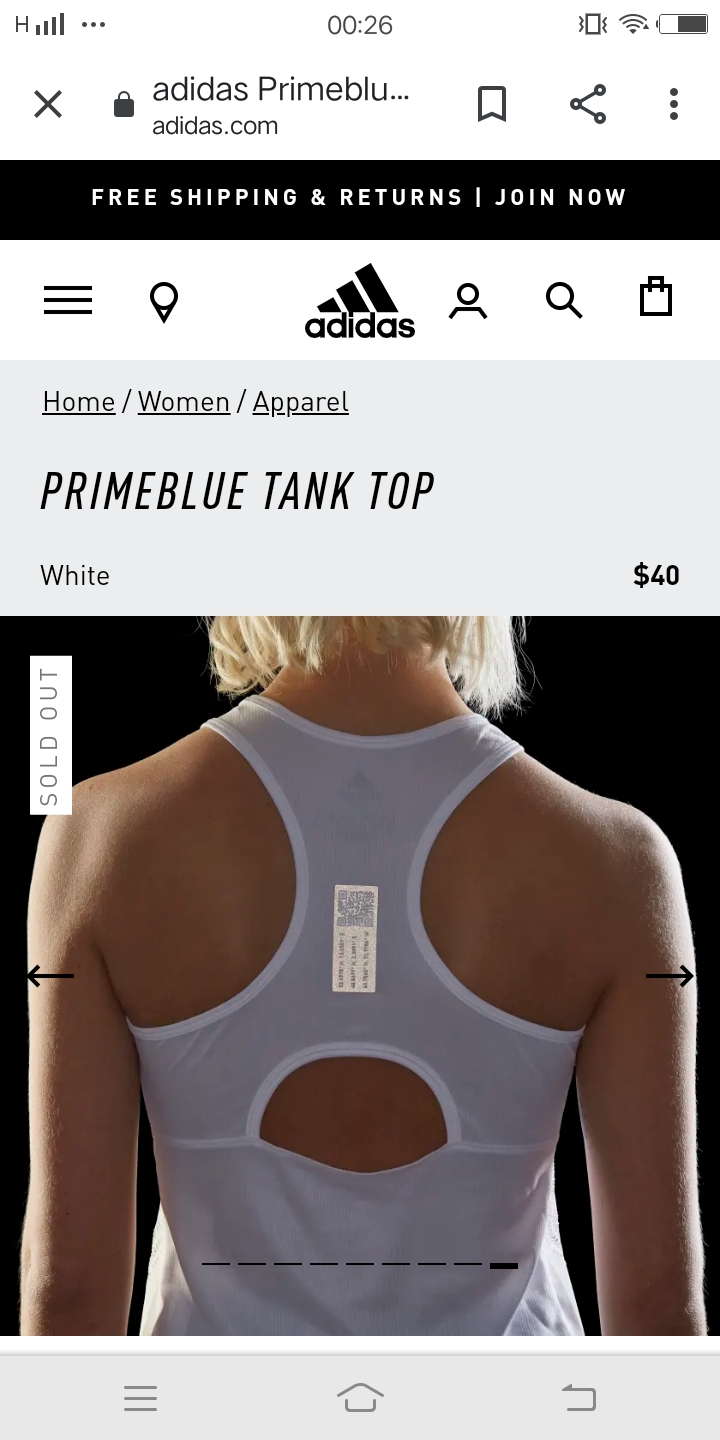 H 00:26
adidas Primeblu...
adidas.com
FREE SHIPPING & RETURNS | JOIN NOW
adidas
Home / Women / Apparel
PRIMEBLUE TANK TOP
White $40
SOLD OUT